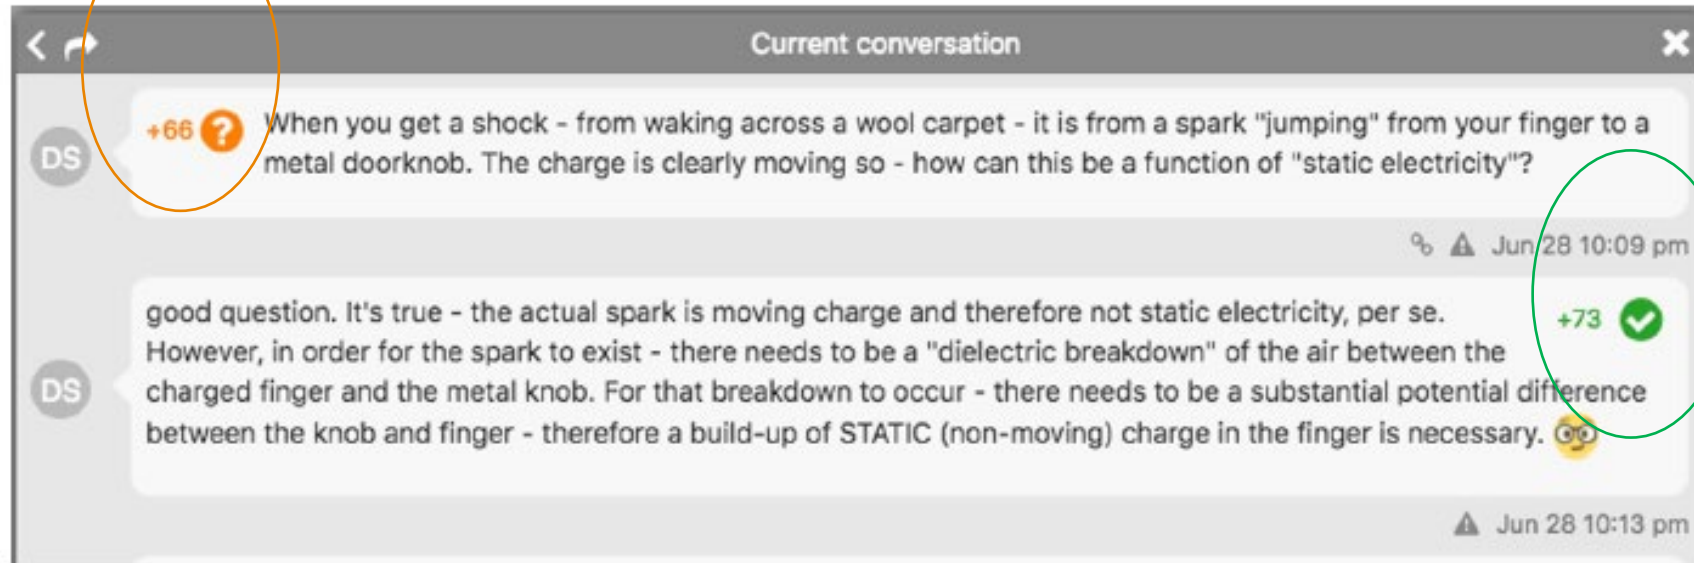 Current conversation
DS
+66 ? When you get a shock - from waking across a wool carpet - it is from a spark "jumping" from your finger to a
metal doorknob. The charge is clearly moving so - how can this be a function of "static electricity"?
Jun 28 10:09 pm
good question. It's true - the actual spark is moving charge and therefore not static electricity, per se.
+73
However, in order for the spark to exist - there needs to be a "dielectric breakdown" of the air between the
DS
charged finger and the metal knob. For that breakdown to occur - there needs to be a substantial potential difference
between the knob and finger - therefore a build-up of STATIC (non-moving) charge in the finger is necessary.
Jun 28 10:13 pm